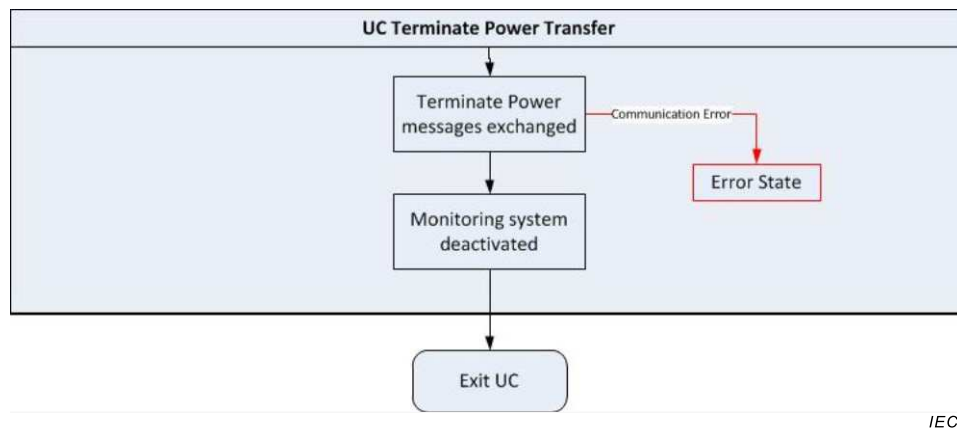 UC Terminate Power Transfer
Terminate Power
messages exchanged
Communication Error
Error State
Monitoring system
deactivated
Exit UC
IEC